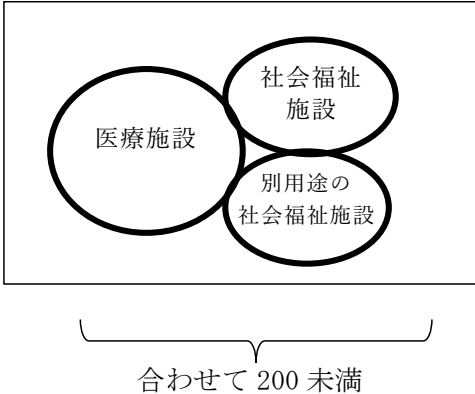 医療施設
社会福祉
施設
別用途の
社会福祉施設
合わせて 200 未満